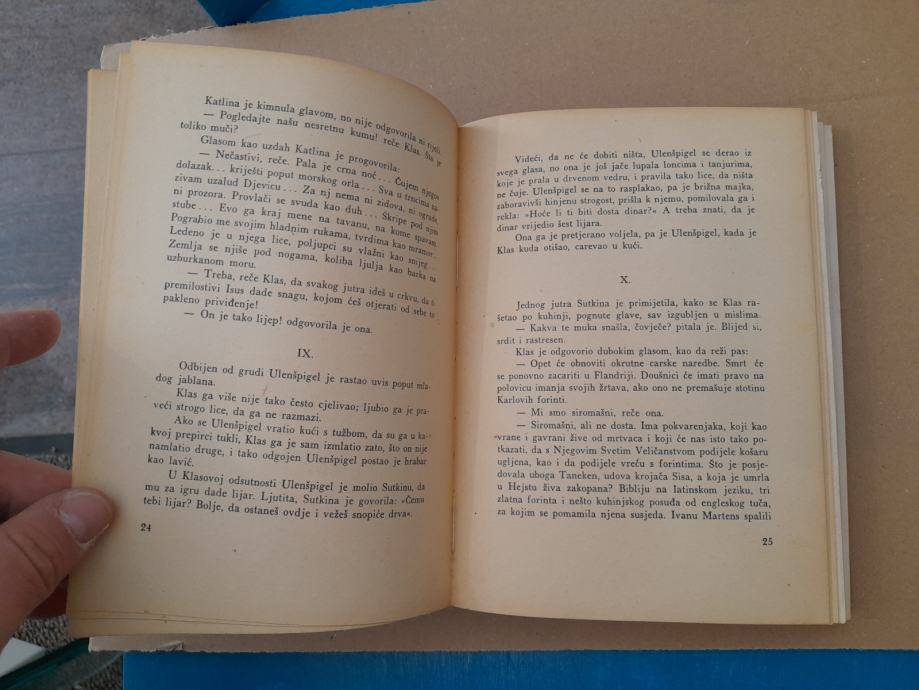 Katlina je kimnula glavom, no nije odgovorila ni riječi.
— Pogledajte našu nesretnu kumu! reče Klas. Što je
toliko muči?
Glasom kao uzdah Katlina je progovorila:
— Nečastivi, reče. Pala je crna noć... Čujem njegov
dolazak... kriješti poput morskog orla... Sva u trncima za-
zivam uzalud Djevicu... Za nj nema ni zidova, ni ograde,
ni prozora. Provlači se svuda kao duh... Škripe pod njim
stube... Evo ga kraj mene na tavanu, na kome spavam.
Pograbio me svojim hladnim rukama, tvrdima kao mramor.
Ledeno je u njega lice, poljupci su vlažni kao snijeg...
Zemlja se njiše pod nogama, koliba ljulja kao barka na
uzburkanom moru.
— Treba, reče Klas, da svakog jutra ideš u crkvu, da ti
premilostivi Isus dade snagu, kojom ćeš otjerati od sebe to
pakleno priviđenje!
— On je tako lijep! odgovorila je ona.
IX.
Odbijen od grudi Ulenšpigel je rastao uvis poput mla-
dog jablana.
Klas ga više nije tako često cjelivao; ljubio ga je pra-
veći strogo lice, da ga ne razmazi.
Ako se Ulenšpigel vratio kući s tužbom, da su ga u ka-
kvoj prepirci tukli, Klas ga je sam izmlatio zato, što on nije
namlatio druge, i tako odgojen Ulenšpigel postao je hrabar
kao lavić.
U Klasovoj odsutnosti Ulenšpigel je molio Sutkinu, da
mu za igru dade lijar. Ljutita, Sutkina je govorila: »Čemu
tebi lijar? Bolje, da ostaneš ovdje i vežeš snopiće drva«.
24
Videći, da ne će dobiti ništa, Ulenšpigel se derao iz
svega glasa, no ona je još jače lupala loncima i tanjurima,
koje je prala u drvenom vedru, i pravila tako lice, da ništa
ne čuje. Ulenšpigel se na to rasplakao, pa je brižna majka,
zaboravivši hinjenu strogost, prišla k njemu, pomilovala ga i
rekla: »Hoće li ti biti dosta dinar?« A treba znati, da je
dinar vrijedio šest lijara.
Ona ga je pretjerano voljela, pa je Ulenšpigel, kada je
Klas kuda otišao, carevao u kući.
X.
Jednog jutra Sutkina je primijetila, kako se Klas ra-
šetao po kuhinji, pognute glave, sav izgubljen u mislima.
— Kakva te muka snašla, čovječe? pitala je. Blijed si,
srdit i rastresen.
Klas je odgovorio dubokim glasom, kao da reži pas:
— Opet će obnoviti okrutne carske naredbe. Smrt će
se ponovno zacariti u Flandriji. Doušnici će imati pravo na
polovicu imanja svojih žrtava, ako ono ne premašuje stotinu
Karlovih forinti.
— Mi smo siromašni, reče ona.
— Siromašni, ali ne dosta. Ima pokvarenjaka, koji kao
vrane i gavrani žive od mrtvaca i koji će nas isto tako pot-
kazati, da s Njegovim Svetim Veličanstvom podijele košaru
ugljena, kao i da podijele vreću s forintima. Što je posje-
dovala uboga Taneken, udova krojača Sisa, a koja je umrla
u Hejstu živa zakopana? Bibliju na latinskom jeziku, tri
zlatna forinta i nešto kuhinjskog posuđa od engleskog tuča,
za kojim se pomamila njena susjeda. Ivanu Martens spalili
25